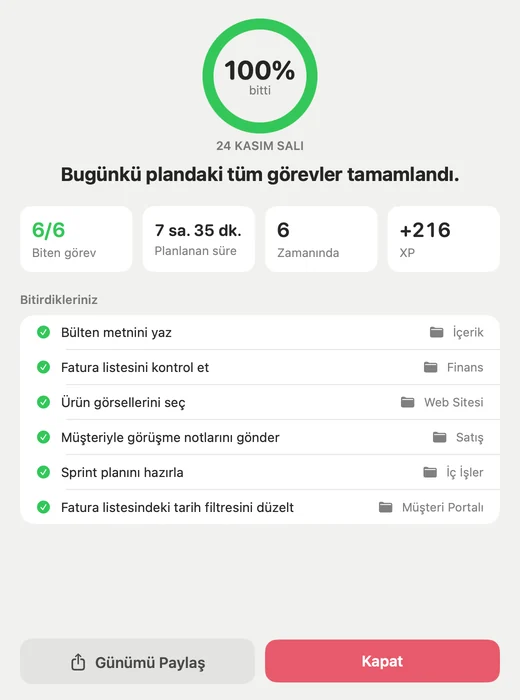 100%
bitti
24 KASIM SALI
Bugünkü plandaki tüm görevler tamamlandı.
6/6
Biten görev
7 sa. 35 dk.
Planlanan süre
6
Zamanında
+216
XP
Bitirdikleriniz
Bülten metnini yaz İçerik
Fatura listesini kontrol et Finans
Ürün görsellerini seç Web Sitesi
Müşteriyle görüşme notlarını gönder Satış
Sprint planını hazırla İç İşler
Fatura listesindeki tarih filtresini düzelt Müşteri Portalı
Günümü Paylaş
Kapat